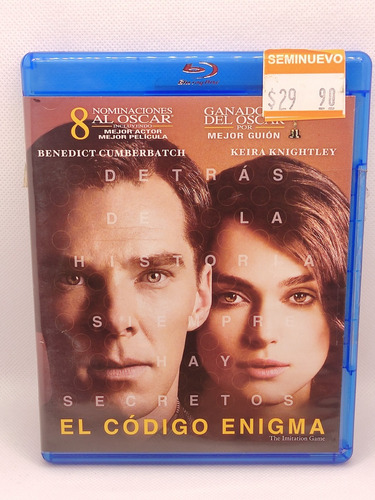 SEMINUEVO
$29 90
8 NOMINACIONES
AL OSCAR
INCLUYENDO
MEJOR ACTOR
MEJOR PELÍCULA
DEL OSCAR
POR
MEJOR GUIÓN
BENEDICT CUMBERBATCH
KEIRA KNIGHTLEY
DETRÁS
DE LA
HISTORIA
SIEMPRE
HAY
SECRETOS
EL CÓDIGO ENIGMA
The Imitation Game